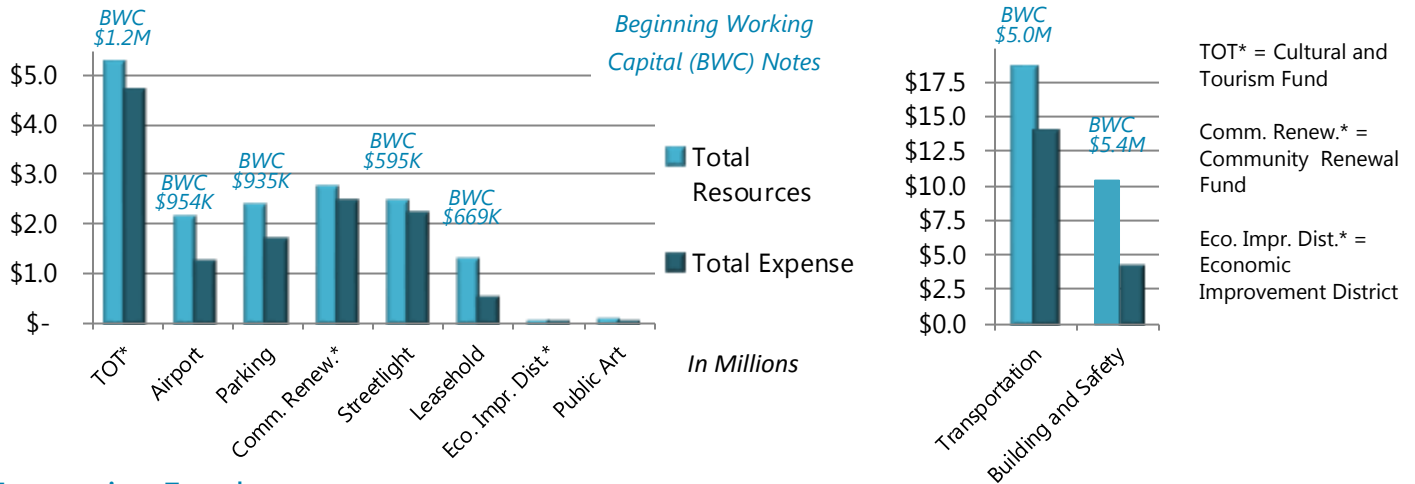 BWC
$1.2M
Beginning Working
Capital (BWC) Notes
$5.0
$4.0
$3.0
$2.0
$1.0
$-
BWC
$954K
BWC
$935K
BWC
$595K
BWC
$669K
Total
Resources
Total Expense
TOT*
Airport
Parking
Comm. Renew.*
Streetlight
Leasehold
Eco. Impr. Dist.*
Public Art
In Millions
BWC
$5.0M
$17.5
$15.0
$12.5
$10.0
$7.5
$5.0
$2.5
$0.0
BWC
$5.4M
Transportation
Building and Safety
TOT* = Cultural and
Tourism Fund
Comm. Renew.* =
Community Renewal
Fund
Eco. Impr. Dist.* =
Economic
Improvement District